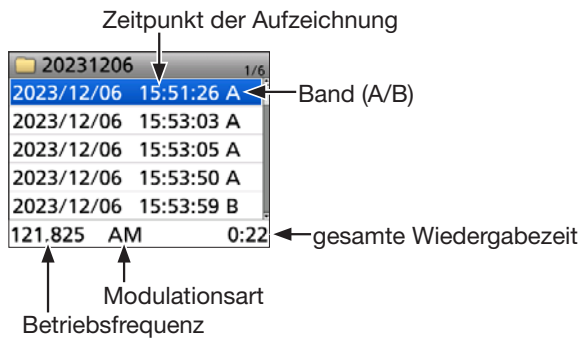 Zeitpunkt der Aufzeichnung
20231206 1/6
2023/12/06 15:51:26 A
Band (A/B)
2023/12/06 15:53:03 A
2023/12/06 15:53:05 A
2023/12/06 15:53:50 A
2023/12/06 15:53:59 B
121.825 AM 0:22
gesamte Wiedergabezeit
Modulationsart
Betriebsfrequenz